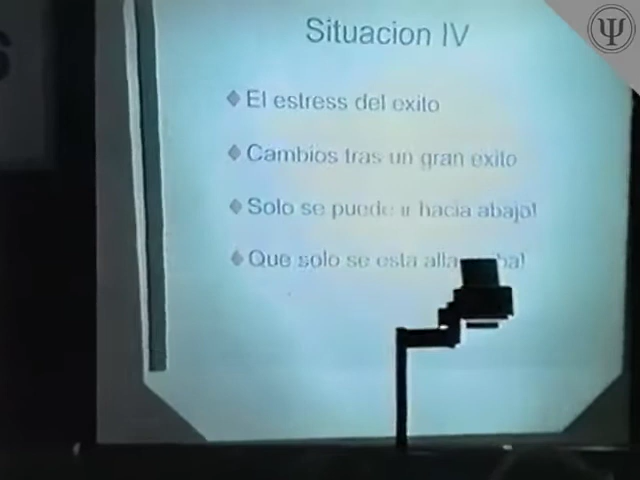 Situacion IV
El estress del exito
Cambios tras un gran exito
Solo se puede ir hacia abajo!
Que solo se esta alla
Ψ